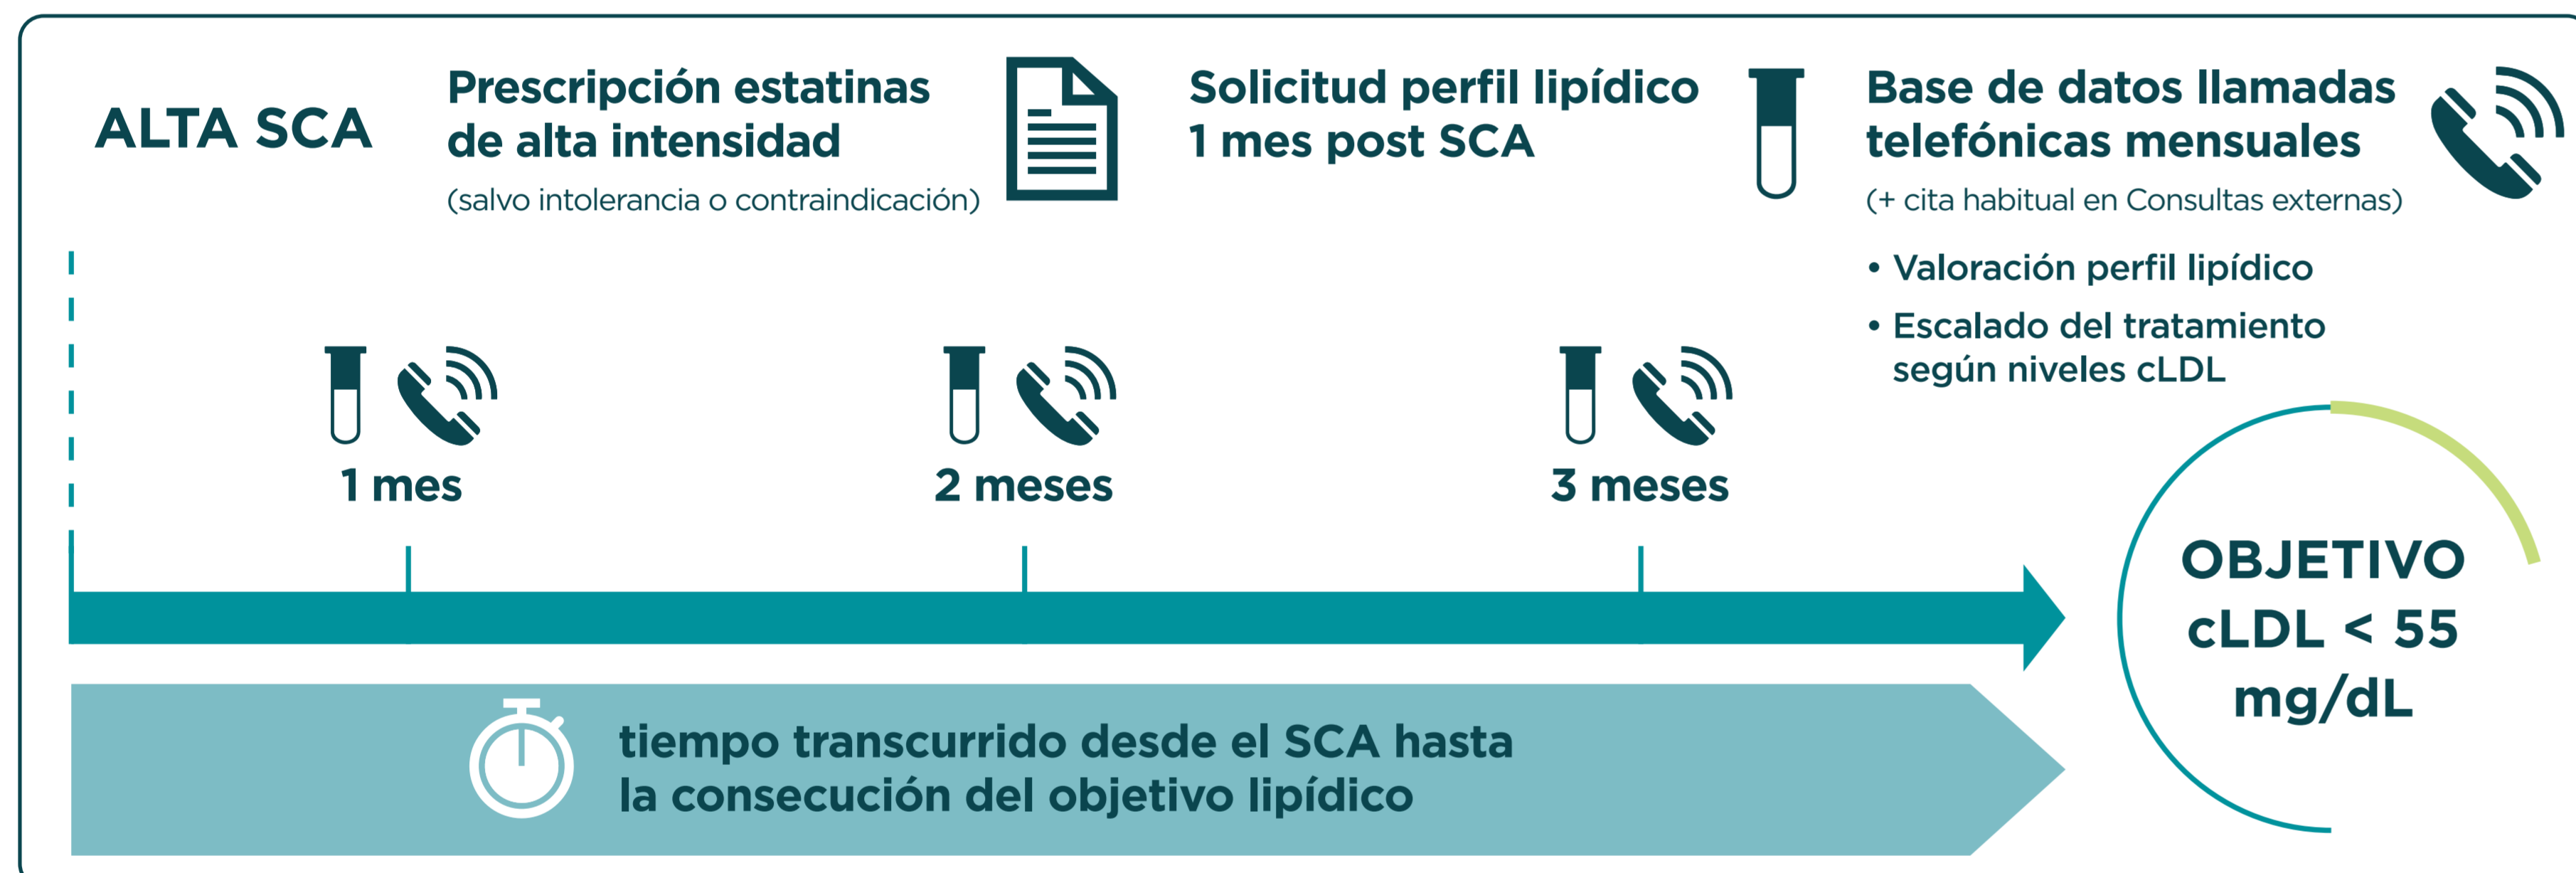 ALTA SCA
Prescripción estatinas
de alta intensidad
(salvo intolerancia o contraindicación)
Solicitud perfil lipídico
1 mes post SCA
Base de datos llamadas
telefónicas mensuales
(+ cita habitual en Consultas externas)
• Valoración perfil lipídico
• Escalado del tratamiento
según niveles cLDL
1 mes
2 meses
3 meses
OBJETIVO
cLDL < 55
mg/dL
tiempo transcurrido desde el SCA hasta
la consecución del objetivo lipídico